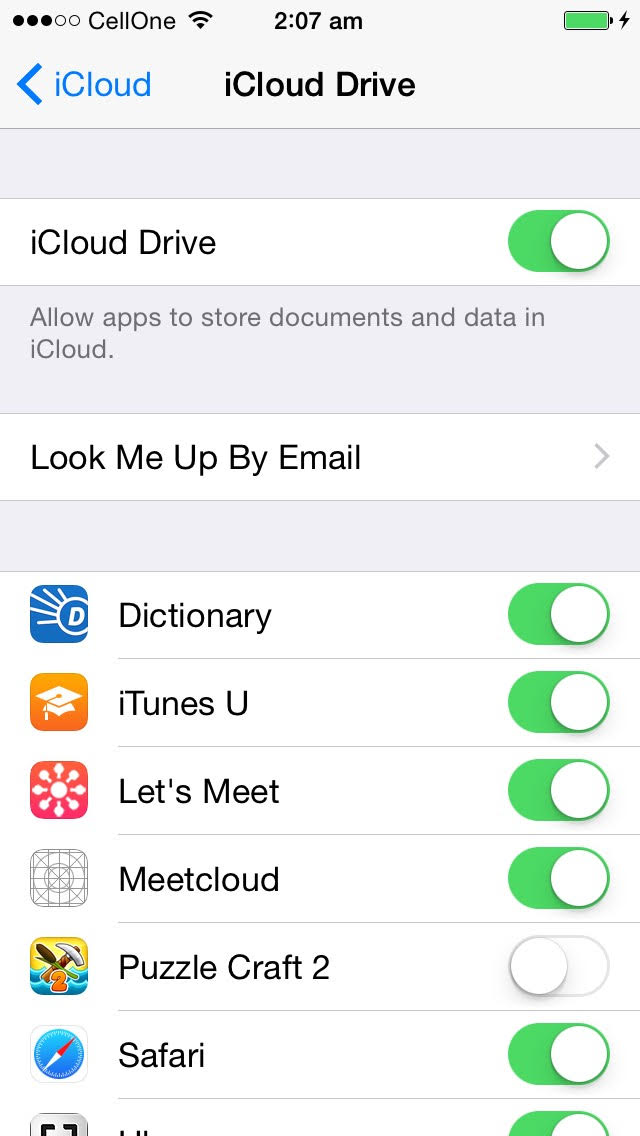 CellOne 2:07 am
iCloud iCloud Drive
iCloud Drive
Allow apps to store documents and data in
iCloud.
Look Me Up By Email
D Dictionary
iTunes U
Let's Meet
Meetcloud
2 Puzzle Craft 2
Safari